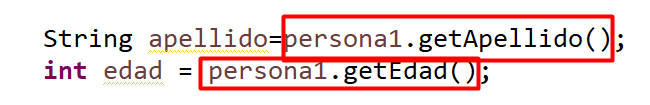 String apellido=persona1.getApellido();
int edad = persona1.getEdad();